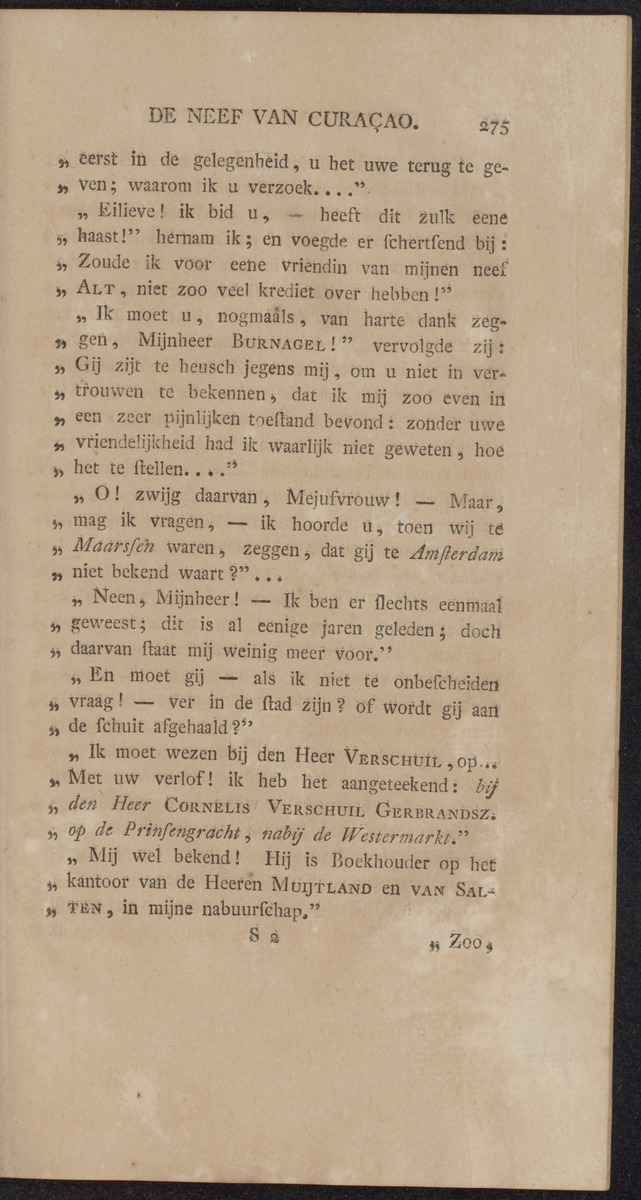 DE NEEF VAN CURAÇAO. 275
„ eerst in de gelegenheid, u het uwe terug te ge-
„ ven; waarom ik u verzoek....”
„ Eilieve! ik bid u, — heeft dit zulk eene
„ haast!” hernam ik; en voegde er ſchertſend bij:
„ Zoude ik voor eene vriendin van mijnen neef
„ ALT, niet zoo veel krediet over hebben!”
„ Ik moet u, nogmaals, van harte dank zeg-
„ gen, Mijnheer BURNAGEL!” vervolgde zij:
„ Gij zijt te heusch jegens mij, om u niet in ver-
„ trouwen te bekennen, dat ik mij zoo even in
„ een zeer pijnlijken toeſtand bevond: zonder uwe
„ vriendelijkheid had ik waarlijk niet geweten, hoe
„ het te ſtellen....”
„ O! zwijg daarvan, Mejufvrouw! — Maar,
„ mag ik vragen, — ik hoorde u, toen wij te
„ Maarsſen waren, zeggen, dat gij te Amſterdam
„ niet bekend waart?”...
„ Neen, Mijnheer! — Ik ben er ſlechts eenmaal
„ geweest; dit is al eenige jaren geleden; doch
„ daarvan ſtaat mij weinig meer voor.”
„ En moet gij — als ik niet te onbeſcheiden
„ vraag! — ver in de ſtad zijn? of wordt gij aan
„ de ſchuit afgehaald?”
„ Ik moet wezen bij den Heer VERSCHUIL, op...
„ Met uw verlof! ik heb het aangeteekend: bij
„ den Heer CORNELIS VERSCHUIL GERBRANDSZ.
„ op de Prinſengracht, nabij de Westermarkt.”
„ Mij wel bekend! Hij is Boekhouder op het
„ kantoor van de Heeren MUIJTLAND en VAN SAL-
„ TEN, in mijne nabuurſchap.”
S 2 „ Zoo,